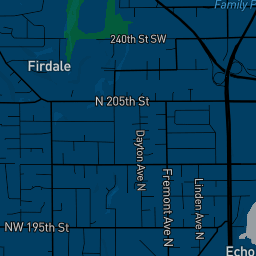 Family P
240th St SW
Firdale
N 205th St
Dayton Ave N
Fremont Ave N
Linden Ave N
NW 195th St
Echo